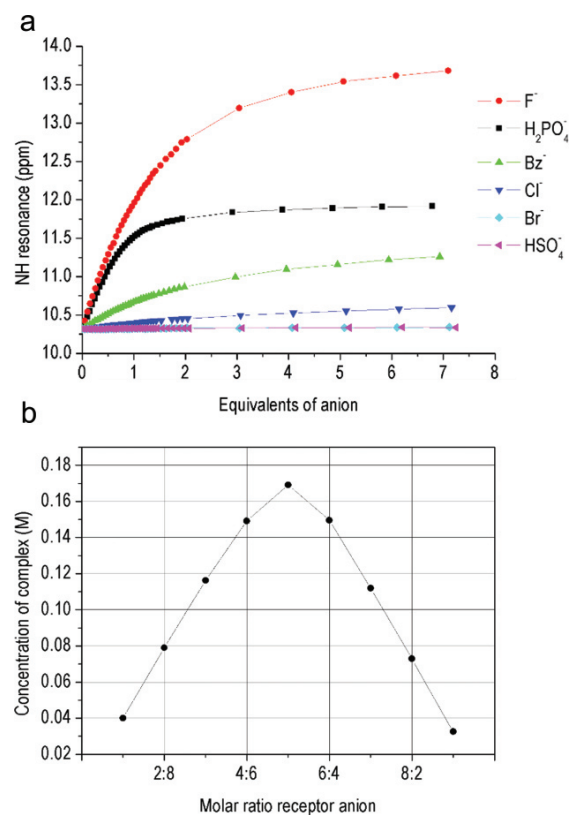 a
14.0
13.5
13.0
12.5
12.0
11.5
11.0
10.5
10.0
NH resonance (ppm)
0 1 2 3 4 5 6 7 8
Equivalents of anion
F⁻
H₂PO₄⁻
Bz⁻
Cl⁻
Br⁻
HSO₄⁻
b
0.18
0.16
0.14
0.12
0.10
0.08
0.06
0.04
0.02
Concentration of complex (M)
2:8 4:6 6:4 8:2
Molar ratio receptor anion